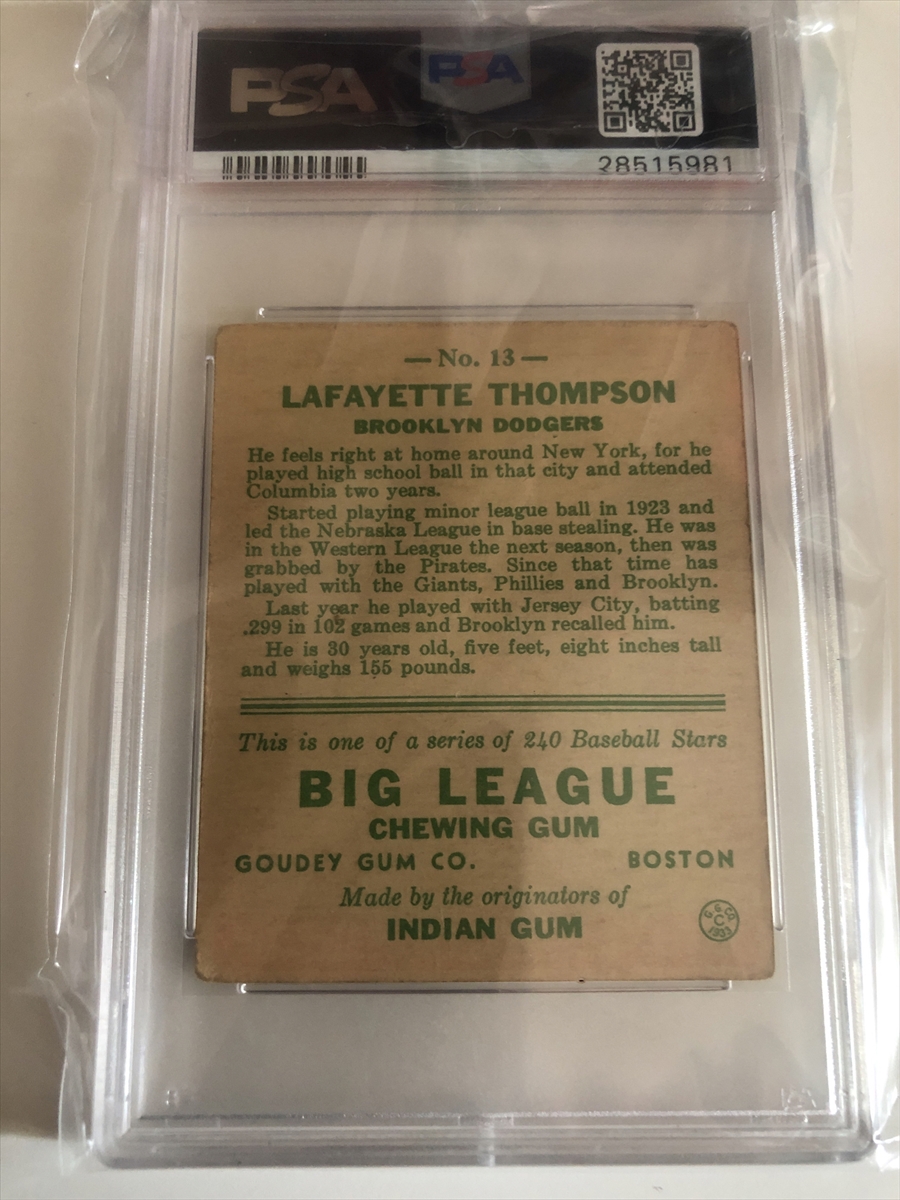 PSA
PSA
28515981
— No. 13 —
LAFAYETTE THOMPSON
BROOKLYN DODGERS
He feels right at home around New York, for he
played high school ball in that city and attended
Columbia two years.
Started playing minor league ball in 1923 and
led the Nebraska League in base stealing. He was
in the Western League the next season, then was
grabbed by the Pirates. Since that time has
played with the Giants, Phillies and Brooklyn.
Last year he played with Jersey City, batting
.299 in 102 games and Brooklyn recalled him.
He is 30 years old, five feet, eight inches tall
and weighs 155 pounds.
This is one of a series of 240 Baseball Stars
BIG LEAGUE
CHEWING GUM
GOUDEY GUM CO. BOSTON
Made by the originators of
INDIAN GUM
G. G. CO.
C
1933